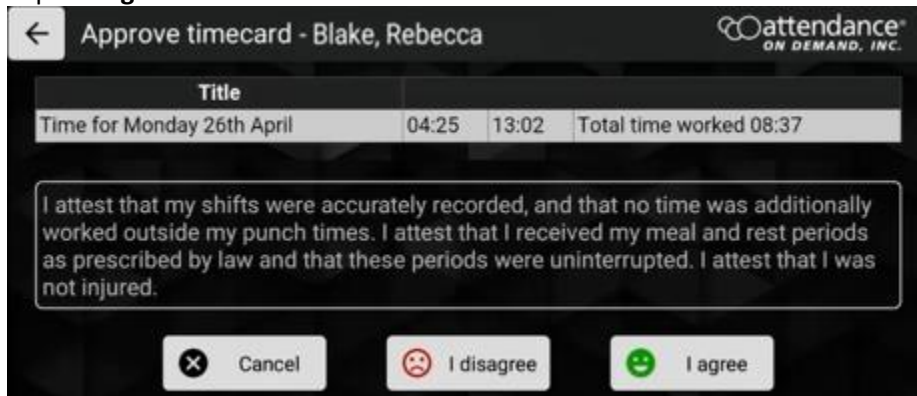 Approve timecard - Blake, Rebecca
attendance®
ON DEMAND, INC.
Title
Time for Monday 26th April 04:25 13:02 Total time worked 08:37
I attest that my shifts were accurately recorded, and that no time was additionally
worked outside my punch times. I attest that I received my meal and rest periods
as prescribed by law and that these periods were uninterrupted. I attest that I was
not injured.
Cancel
I disagree
I agree